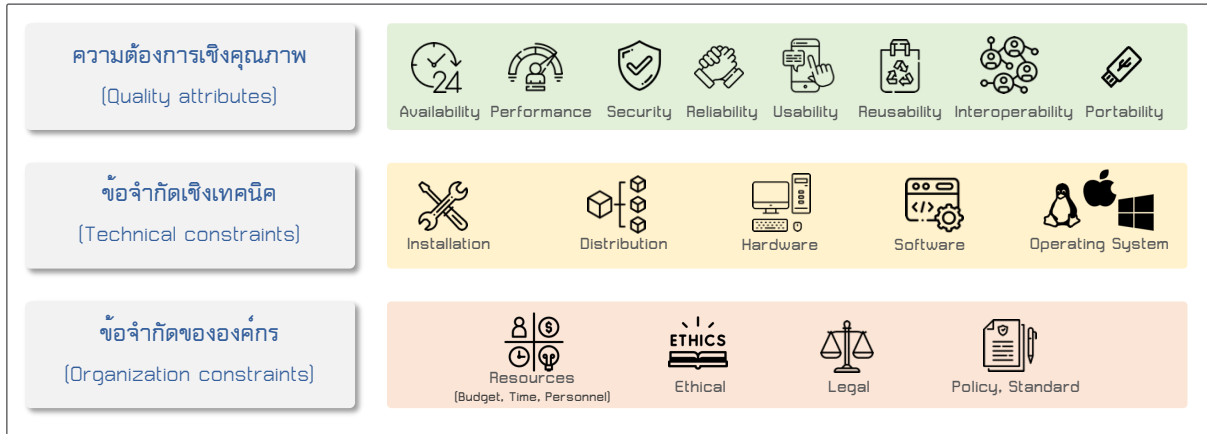 ความต้องการเชิงคุณภาพ
(Quality attributes)
24
Availability Performance Security Reliability Usability Reusability Interoperability Portability
ข้อจำกัดเชิงเทคนิค
(Technical constraints)
</>
Installation Distribution Hardware Software Operating System
ข้อจำกัดขององค์กร
(Organization constraints)
$
ETHICS
Resources Ethical Legal Policy, Standard
(Budget, Time, Personnel)